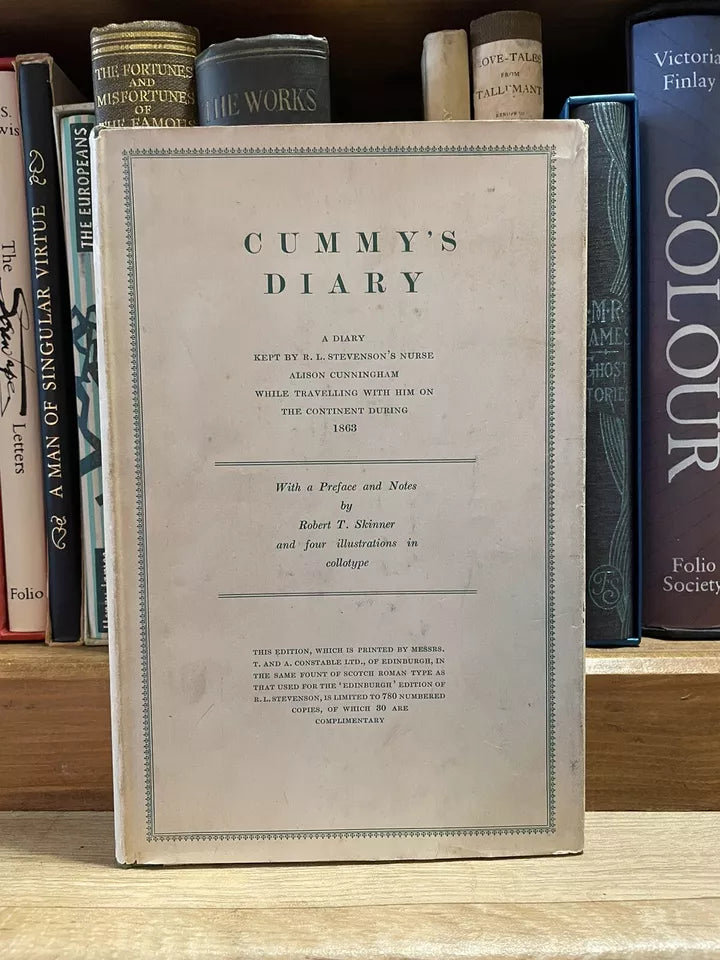 THE FORTUNES
AND
MISFORTUNES
OF
THE FAMOUS
THE WORKS
LOVE-TALES
FROM
TALLEMANT
Victoria
Finlay
COLOUR
Folio
Society
The
Screwtape
Letters
Folio
A MAN OF SINGULAR VIRTUE
THE EUROPEANS
Henry James
CUMMY'S
DIARY
A DIARY
KEPT BY R. L. STEVENSON'S NURSE
ALISON CUNNINGHAM
WHILE TRAVELLING WITH HIM ON
THE CONTINENT DURING
1863
With a Preface and Notes
by
Robert T. Skinner
and four illustrations in
collotype
THIS EDITION, WHICH IS PRINTED BY MESSRS.
T. AND A. CONSTABLE LTD., OF EDINBURGH, IN
THE SAME FOUNT OF SCOTCH ROMAN TYPE AS
THAT USED FOR THE 'EDINBURGH' EDITION OF
R. L. STEVENSON, IS LIMITED TO 780 NUMBERED
COPIES, OF WHICH 30 ARE
COMPLIMENTARY
M·R·
JAMES
GHOST
STORIES
FS